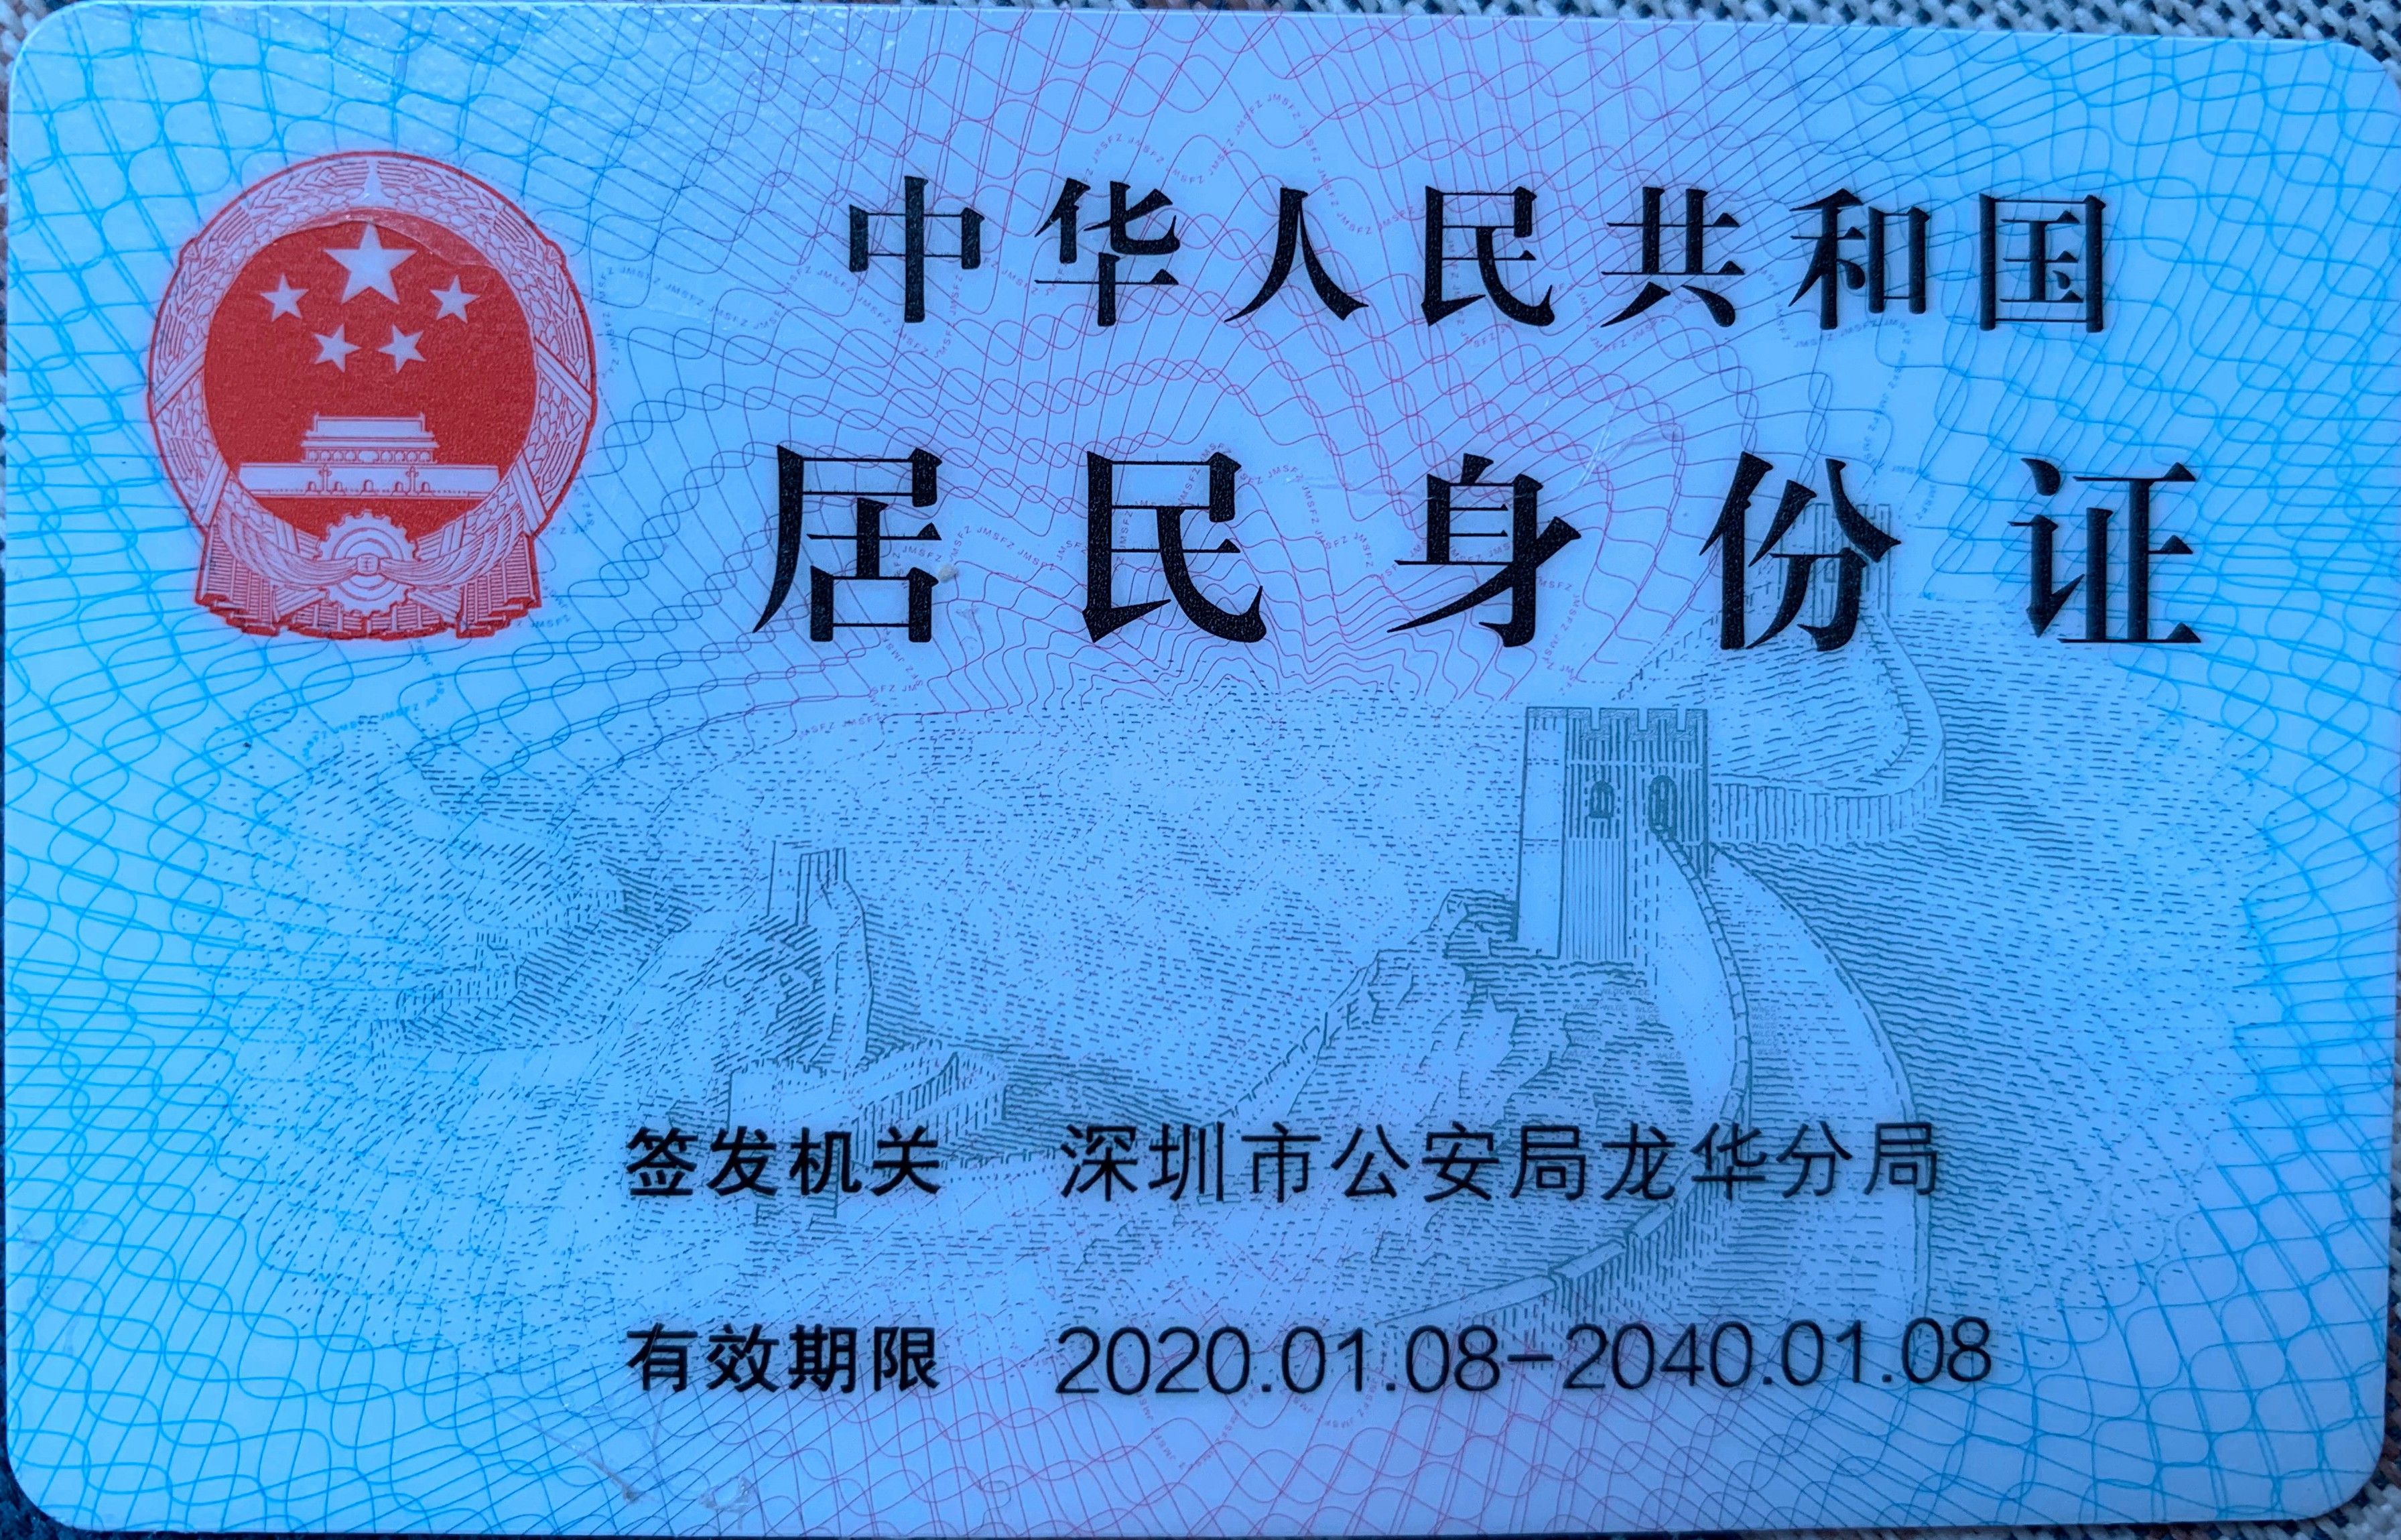 中华人民共和国
居民身份证
签发机关 深圳市公安局龙华分局
有效期限 2020.01.08-2040.01.08